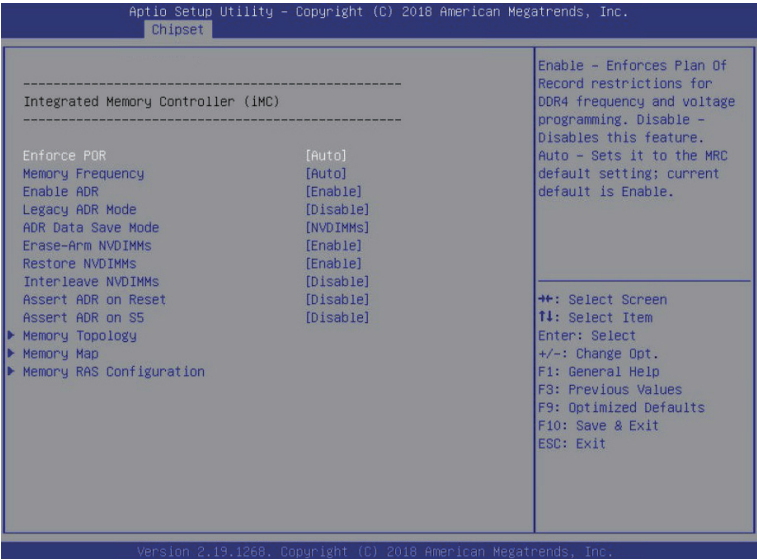 Aptio Setup Utility – Copyright (C) 2018 American Megatrends, Inc.
Chipset
--------------------------------------------------
Integrated Memory Controller (iMC)
--------------------------------------------------
Enforce POR [Auto]
Memory Frequency [Auto]
Enable ADR [Enable]
Legacy ADR Mode [Disable]
ADR Data Save Mode [NVDIMMs]
Erase-Arm NVDIMMs [Enable]
Restore NVDIMMs [Enable]
Interleave NVDIMMs [Disable]
Assert ADR on Reset [Disable]
Assert ADR on S5 [Disable]
Memory Topology
Memory Map
Memory RAS Configuration
Enable – Enforces Plan Of
Record restrictions for
DDR4 frequency and voltage
programming. Disable –
Disables this feature.
Auto – Sets it to the MRC
default setting; current
default is Enable.
→←: Select Screen
↑↓: Select Item
Enter: Select
+/-: Change Opt.
F1: General Help
F3: Previous Values
F9: Optimized Defaults
F10: Save & Exit
ESC: Exit
Version 2.19.1268. Copyright (C) 2018 American Megatrends, Inc.